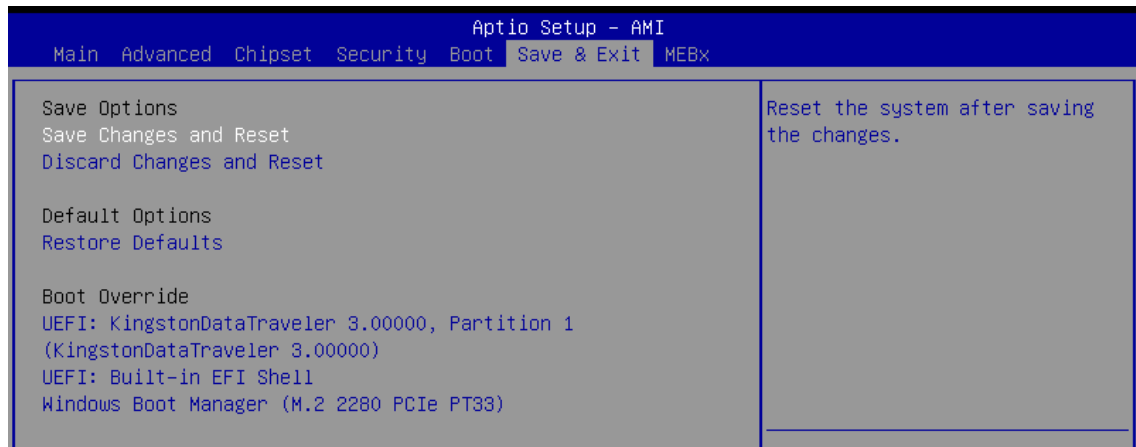 Aptio Setup – AMI
Main Advanced Chipset Security Boot Save & Exit MEBx
Save Options
Save Changes and Reset
Discard Changes and Reset
Default Options
Restore Defaults
Boot Override
UEFI: KingstonDataTraveler 3.00000, Partition 1
(KingstonDataTraveler 3.00000)
UEFI: Built-in EFI Shell
Windows Boot Manager (M.2 2280 PCIe PT33)
Reset the system after saving
the changes.